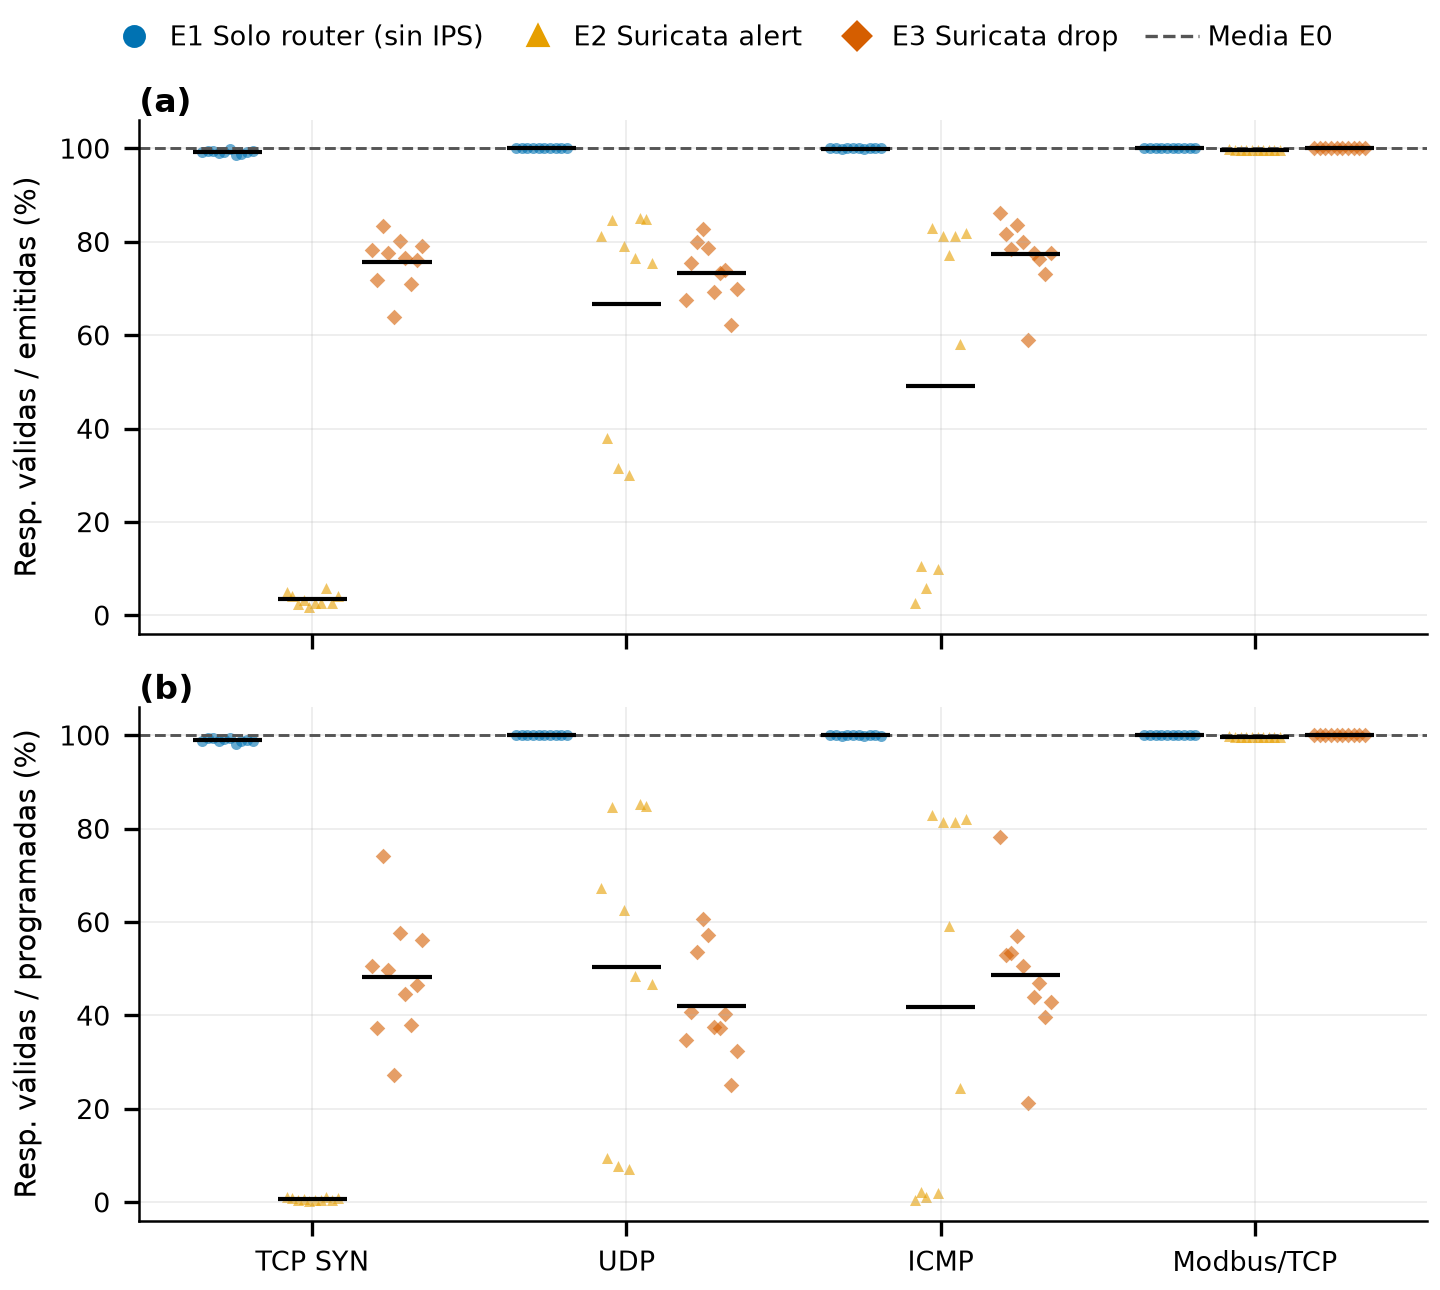 E1 Solo router (sin IPS) E2 Suricata alert E3 Suricata drop Media E0
(a)
Resp. válidas / emitidas (%)
100
80
60
40
20
0
(b)
Resp. válidas / programadas (%)
100
80
60
40
20
0
TCP SYN UDP ICMP Modbus/TCP